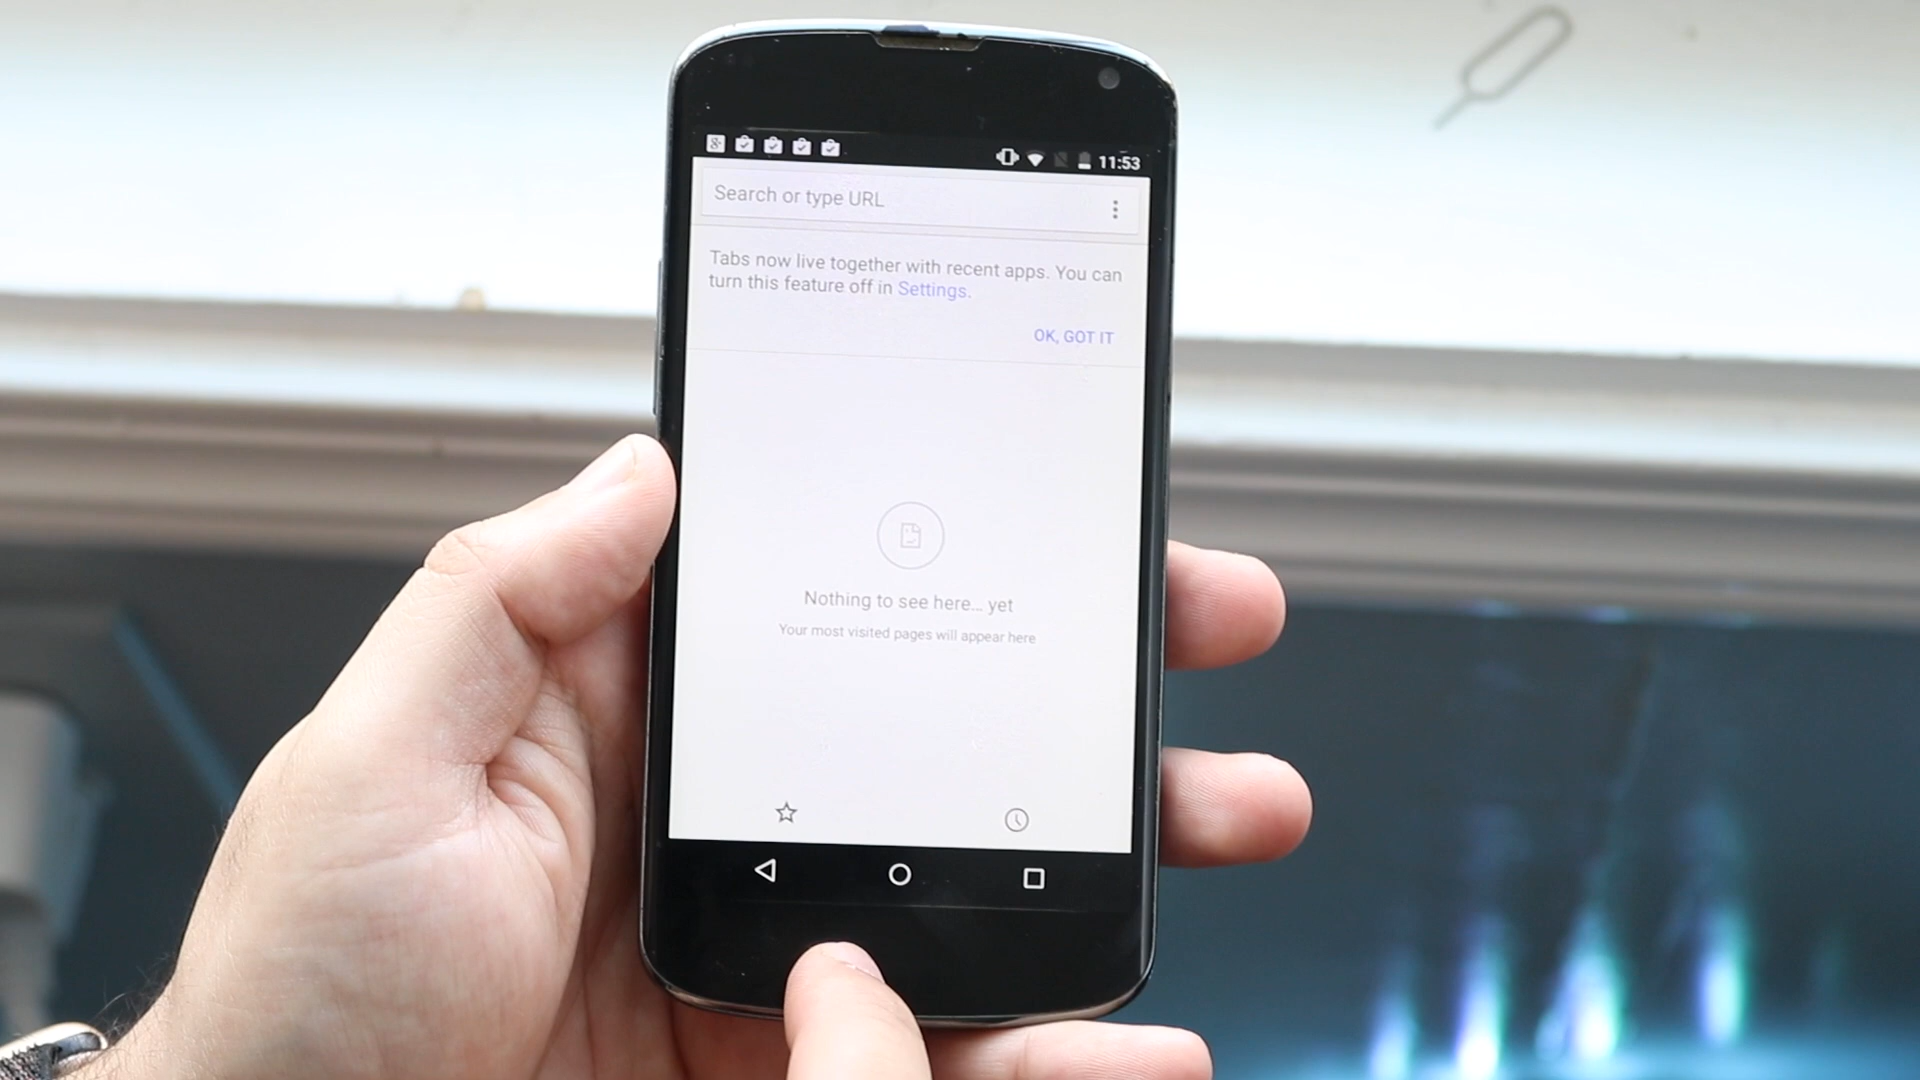 11:53
Search or type URL
Tabs now live together with recent apps. You can
turn this feature off in Settings.
OK, GOT IT
Nothing to see here... yet
Your most visited pages will appear here